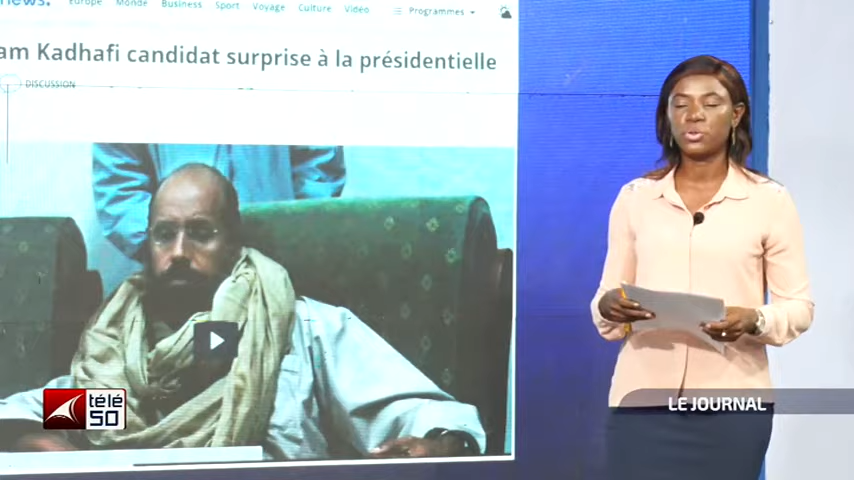 news. Europe Monde Business Sport Voyage Culture Vidéo Programmes
am Kadhafi candidat surprise à la présidentielle
DISCUSSION
télé
50
LE JOURNAL